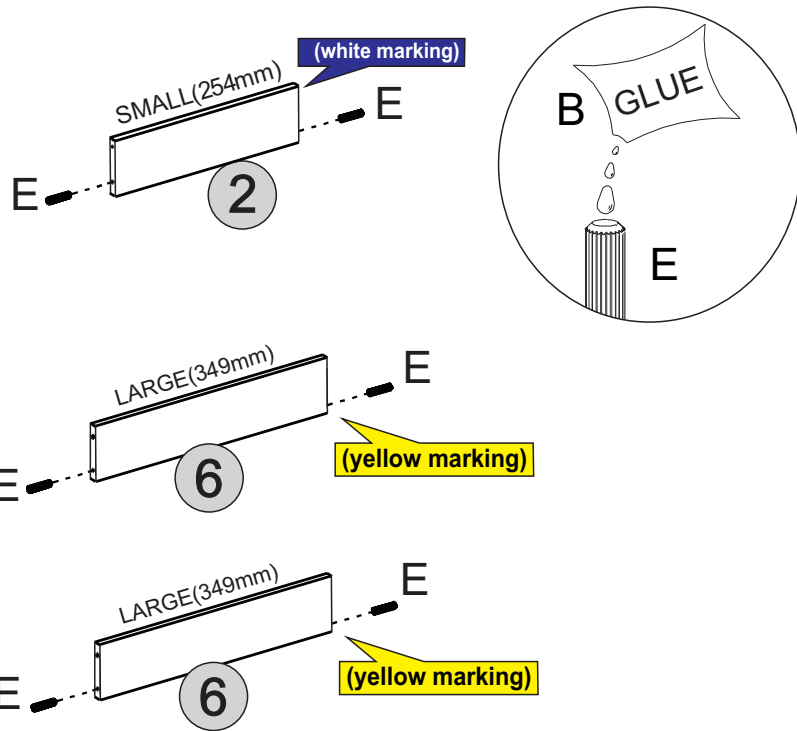 (white marking)
SMALL(254mm)
E
E
2
B
GLUE
E
LARGE(349mm)
E
(yellow marking)
E
6
LARGE(349mm)
E
(yellow marking)
E
6